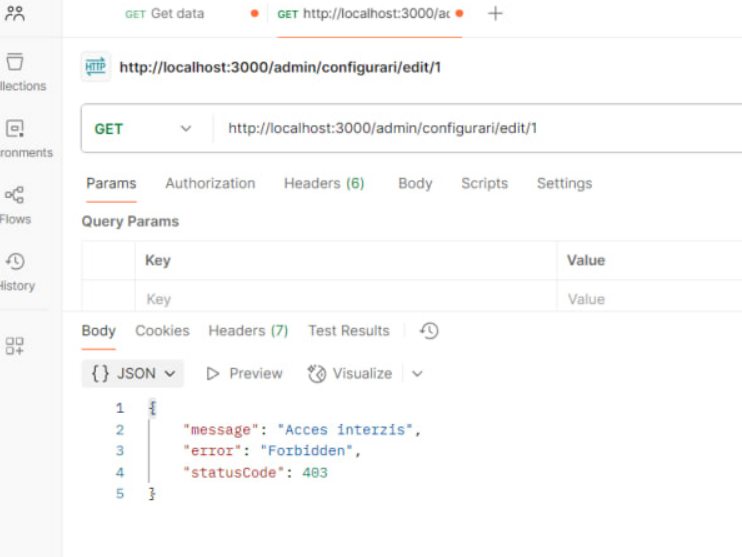 GET Get data
GET http://localhost:3000/ac
HTTP http://localhost:3000/admin/configurari/edit/1
llections
GET http://localhost:3000/admin/configurari/edit/1
ronments
Params Authorization Headers (6) Body Scripts Settings
Flows
Query Params
Key Value
History
Key Value
Body Cookies Headers (7) Test Results
{ } JSON Preview Visualize
1 {
2 "message": "Acces interzis",
3 "error": "Forbidden",
4 "statusCode": 403
5 }